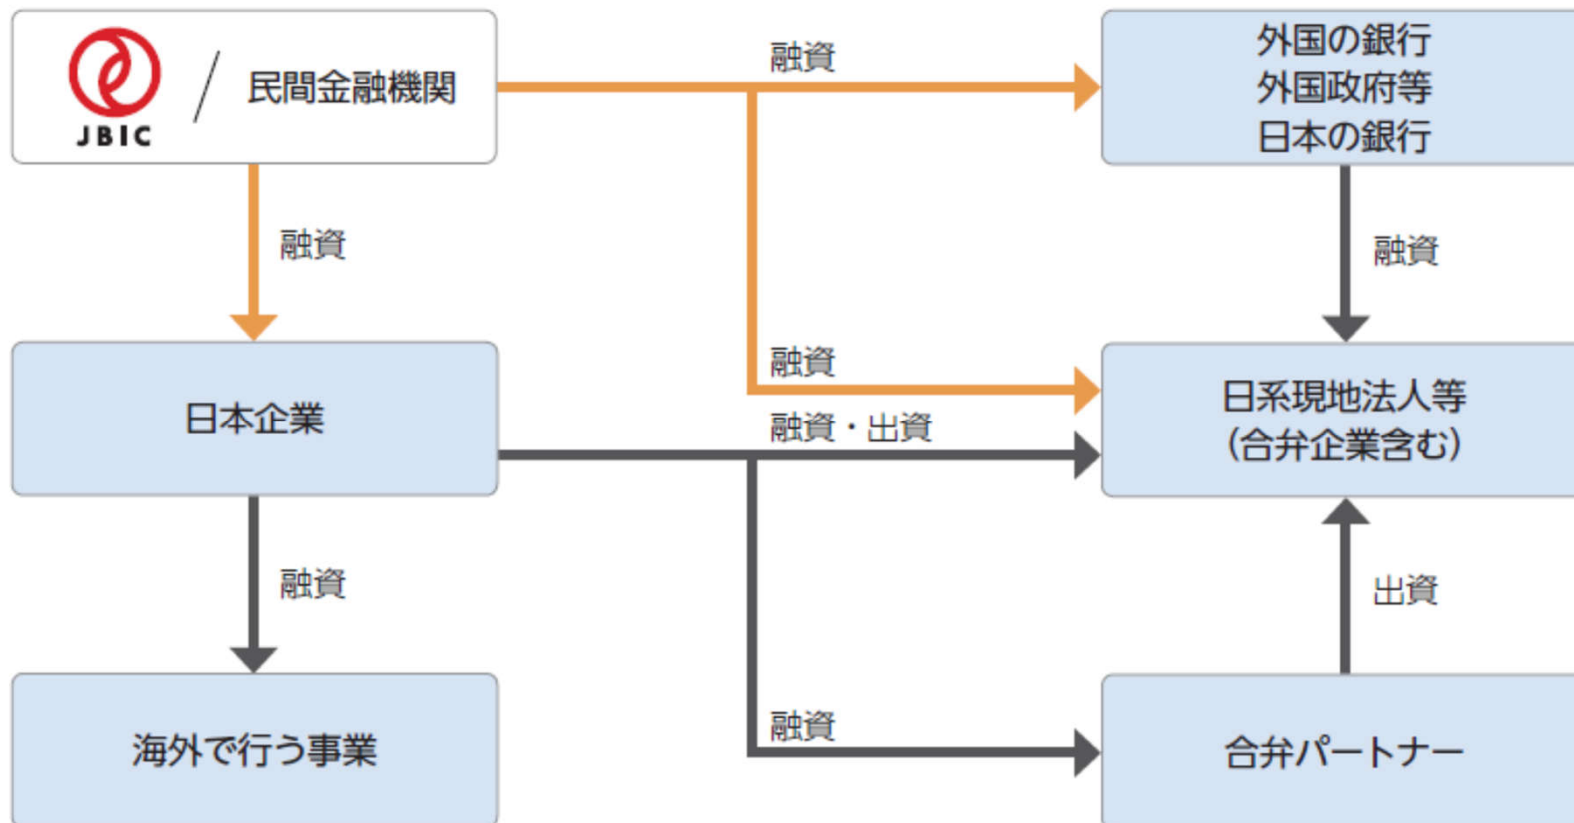 JBIC
民間金融機関
融資
外国の銀行
外国政府等
日本の銀行
融資
融資
融資
日本企業
融資・出資
日系現地法人等
（合弁企業含む）
融資
出資
海外で行う事業
融資
合弁パートナー